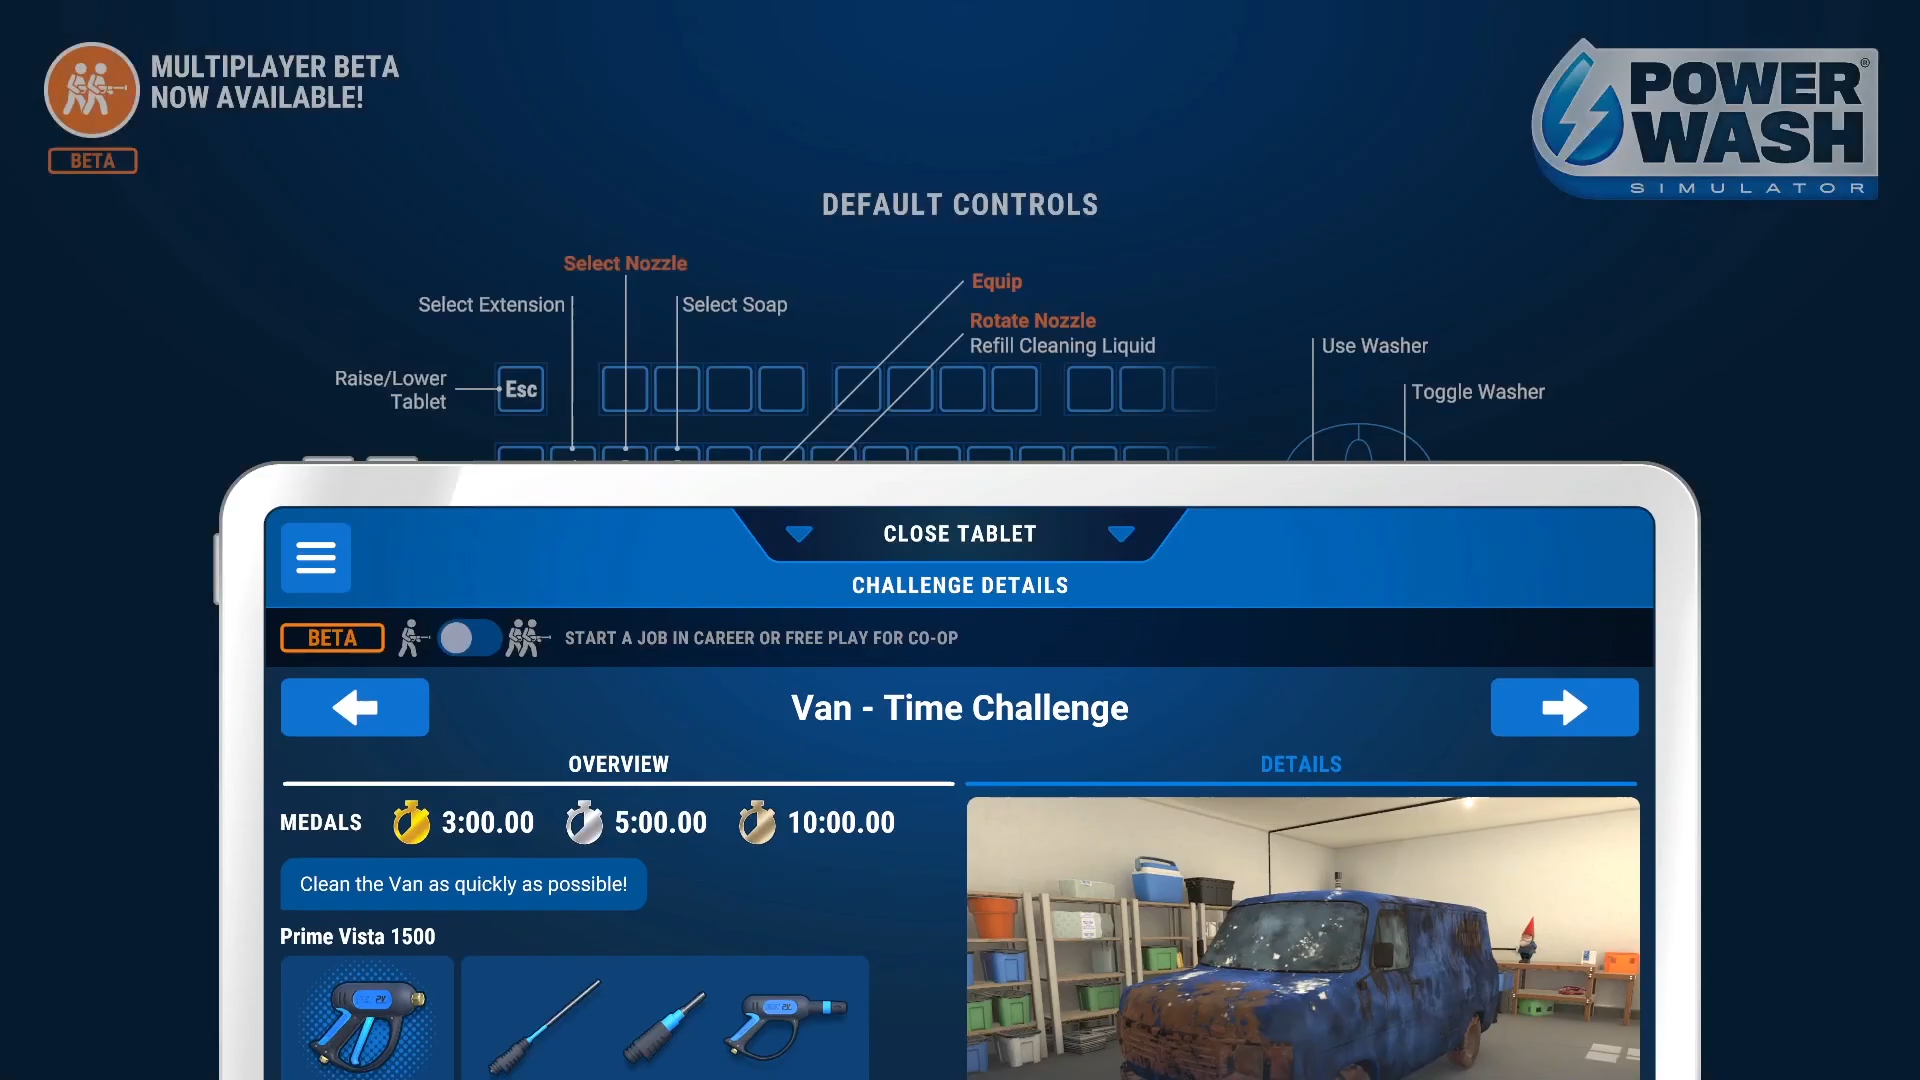 MULTIPLAYER BETA
NOW AVAILABLE!
BETA
POWER®
WASH
SIMULATOR
DEFAULT CONTROLS
Select Nozzle
Select Extension
Select Soap
Equip
Rotate Nozzle
Refill Cleaning Liquid
Raise/Lower
Tablet
Esc
Use Washer
Toggle Washer
CLOSE TABLET
CHALLENGE DETAILS
BETA
START A JOB IN CAREER OR FREE PLAY FOR CO-OP
Van - Time Challenge
OVERVIEW
DETAILS
MEDALS 3:00.00 5:00.00 10:00.00
Clean the Van as quickly as possible!
Prime Vista 1500